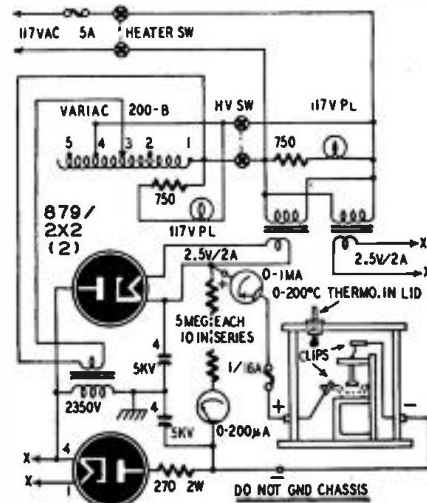 117VAC 5A HEATER SW
VARIAC 200-B HV SW 117V PL
5 4 3 2 1
750
750
117V PL
879/
2X2
(2)
2.5V/2A
2.5V/2A
X
X
0-1MA
+
0-200°C THERMO. IN LID
5 MEG. EACH
10 IN SERIES
4
5KV
1/16A
CLIPS
+
-
2350V
4
5KV
0-200µA
X 4
X 1
270 2W
-
DO NOT GND CHASSIS